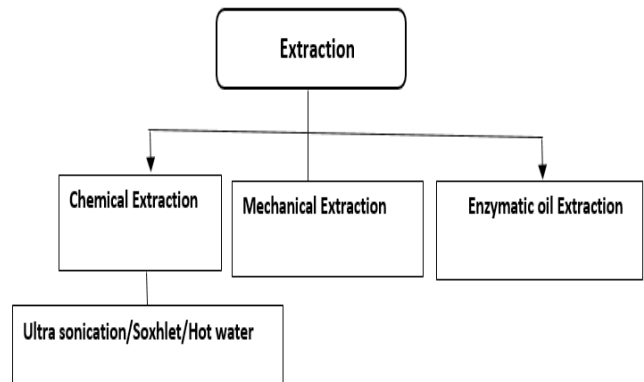 Extraction
Chemical Extraction
Mechanical Extraction
Enzymatic oil Extraction
Ultra sonication/Soxhlet/Hot water